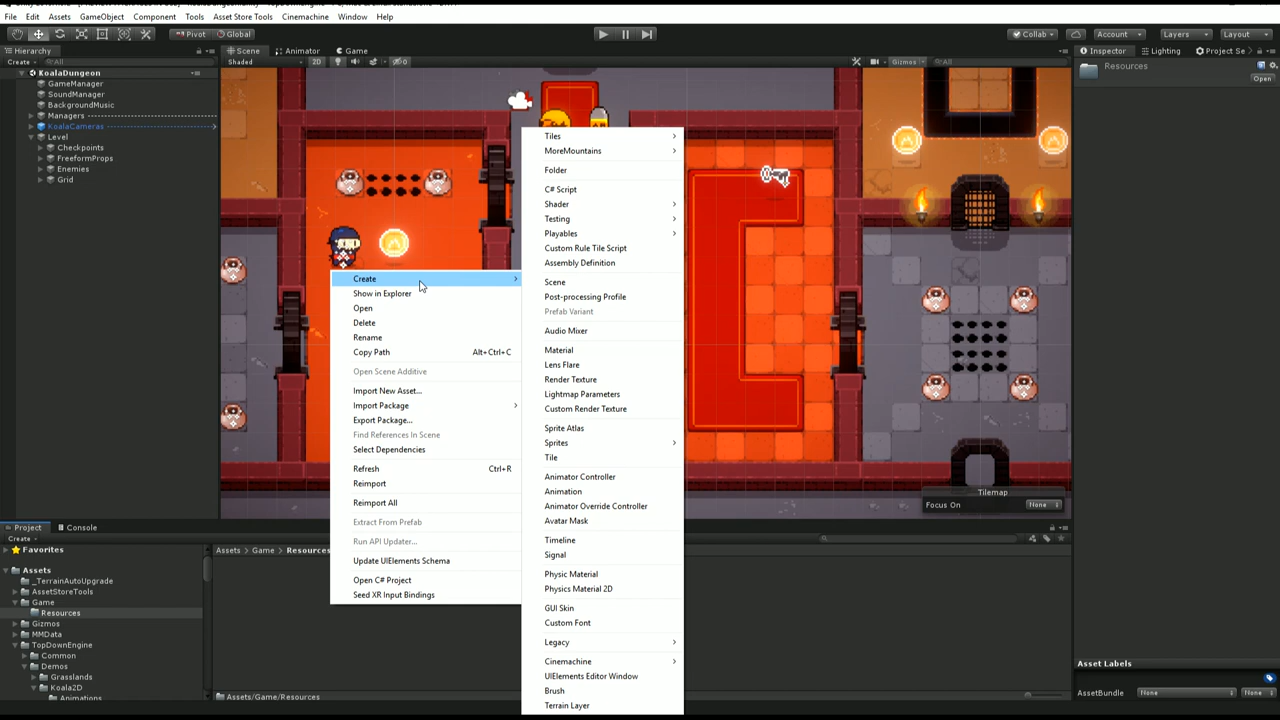 File Edit Assets GameObject Component Tools Asset Store Tools Cinemachine Window Help
Pivot Global Collab Account Layers Layout
Hierarchy Scene Animator Game Inspector Lighting Project Se
Create All Shaded 2D Gizmos All
KoalaDungeon
GameManager
SoundManager
BackgroundMusic
Managers
KoalaCameras
Level
Checkpoints
FreeformProps
Enemies
Grid
Resources
Open
Create
Show in Explorer
Open
Delete
Rename
Copy Path Alt+Ctrl+C
Open Scene Additive
Import New Asset...
Import Package
Export Package...
Find References In Scene
Select Dependencies
Refresh Ctrl+R
Reimport
Reimport All
Extract From Prefab
Run API Updater...
Update UIElements Schema
Open C# Project
Seed XR Input Bindings
Tiles
MoreMountains
Folder
C# Script
Shader
Testing
Playables
Custom Rule Tile Script
Assembly Definition
Scene
Post-processing Profile
Prefab Variant
Audio Mixer
Material
Lens Flare
Render Texture
Lightmap Parameters
Custom Render Texture
Sprite Atlas
Sprites
Tile
Animator Controller
Animation
Animator Override Controller
Avatar Mask
Timeline
Signal
Physic Material
Physics Material 2D
GUI Skin
Custom Font
Legacy
Cinemachine
UIElements Editor Window
Brush
Terrain Layer
Tilemap
Focus On None
Project Console
Create
Favorites
Assets
_TerrainAutoUpgrade
AssetStoreTools
Game
Resources
Gizmos
MMData
TopDownEngine
Common
Demos
Grasslands
Koala2D
Animations
Assets Game Resources
Assets/Game/Resources
Asset Labels
AssetBundle None None